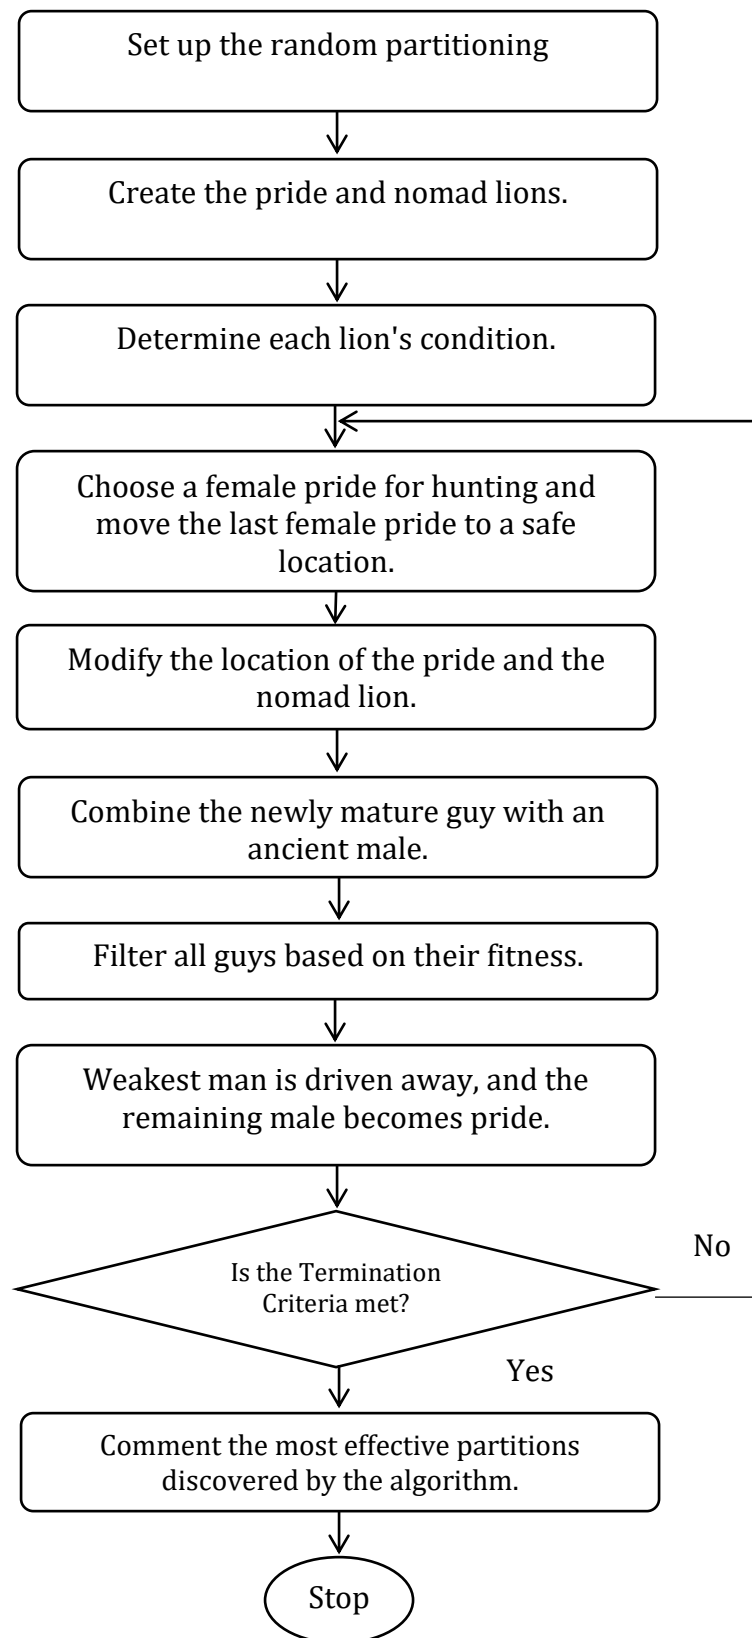 Set up the random partitioning
Create the pride and nomad lions.
Determine each lion's condition.
Choose a female pride for hunting and
move the last female pride to a safe
location.
Modify the location of the pride and the
nomad lion.
Combine the newly mature guy with an
ancient male.
Filter all guys based on their fitness.
Weakest man is driven away, and the
remaining male becomes pride.
Is the Termination
Criteria met?
No
Yes
Comment the most effective partitions
discovered by the algorithm.
Stop